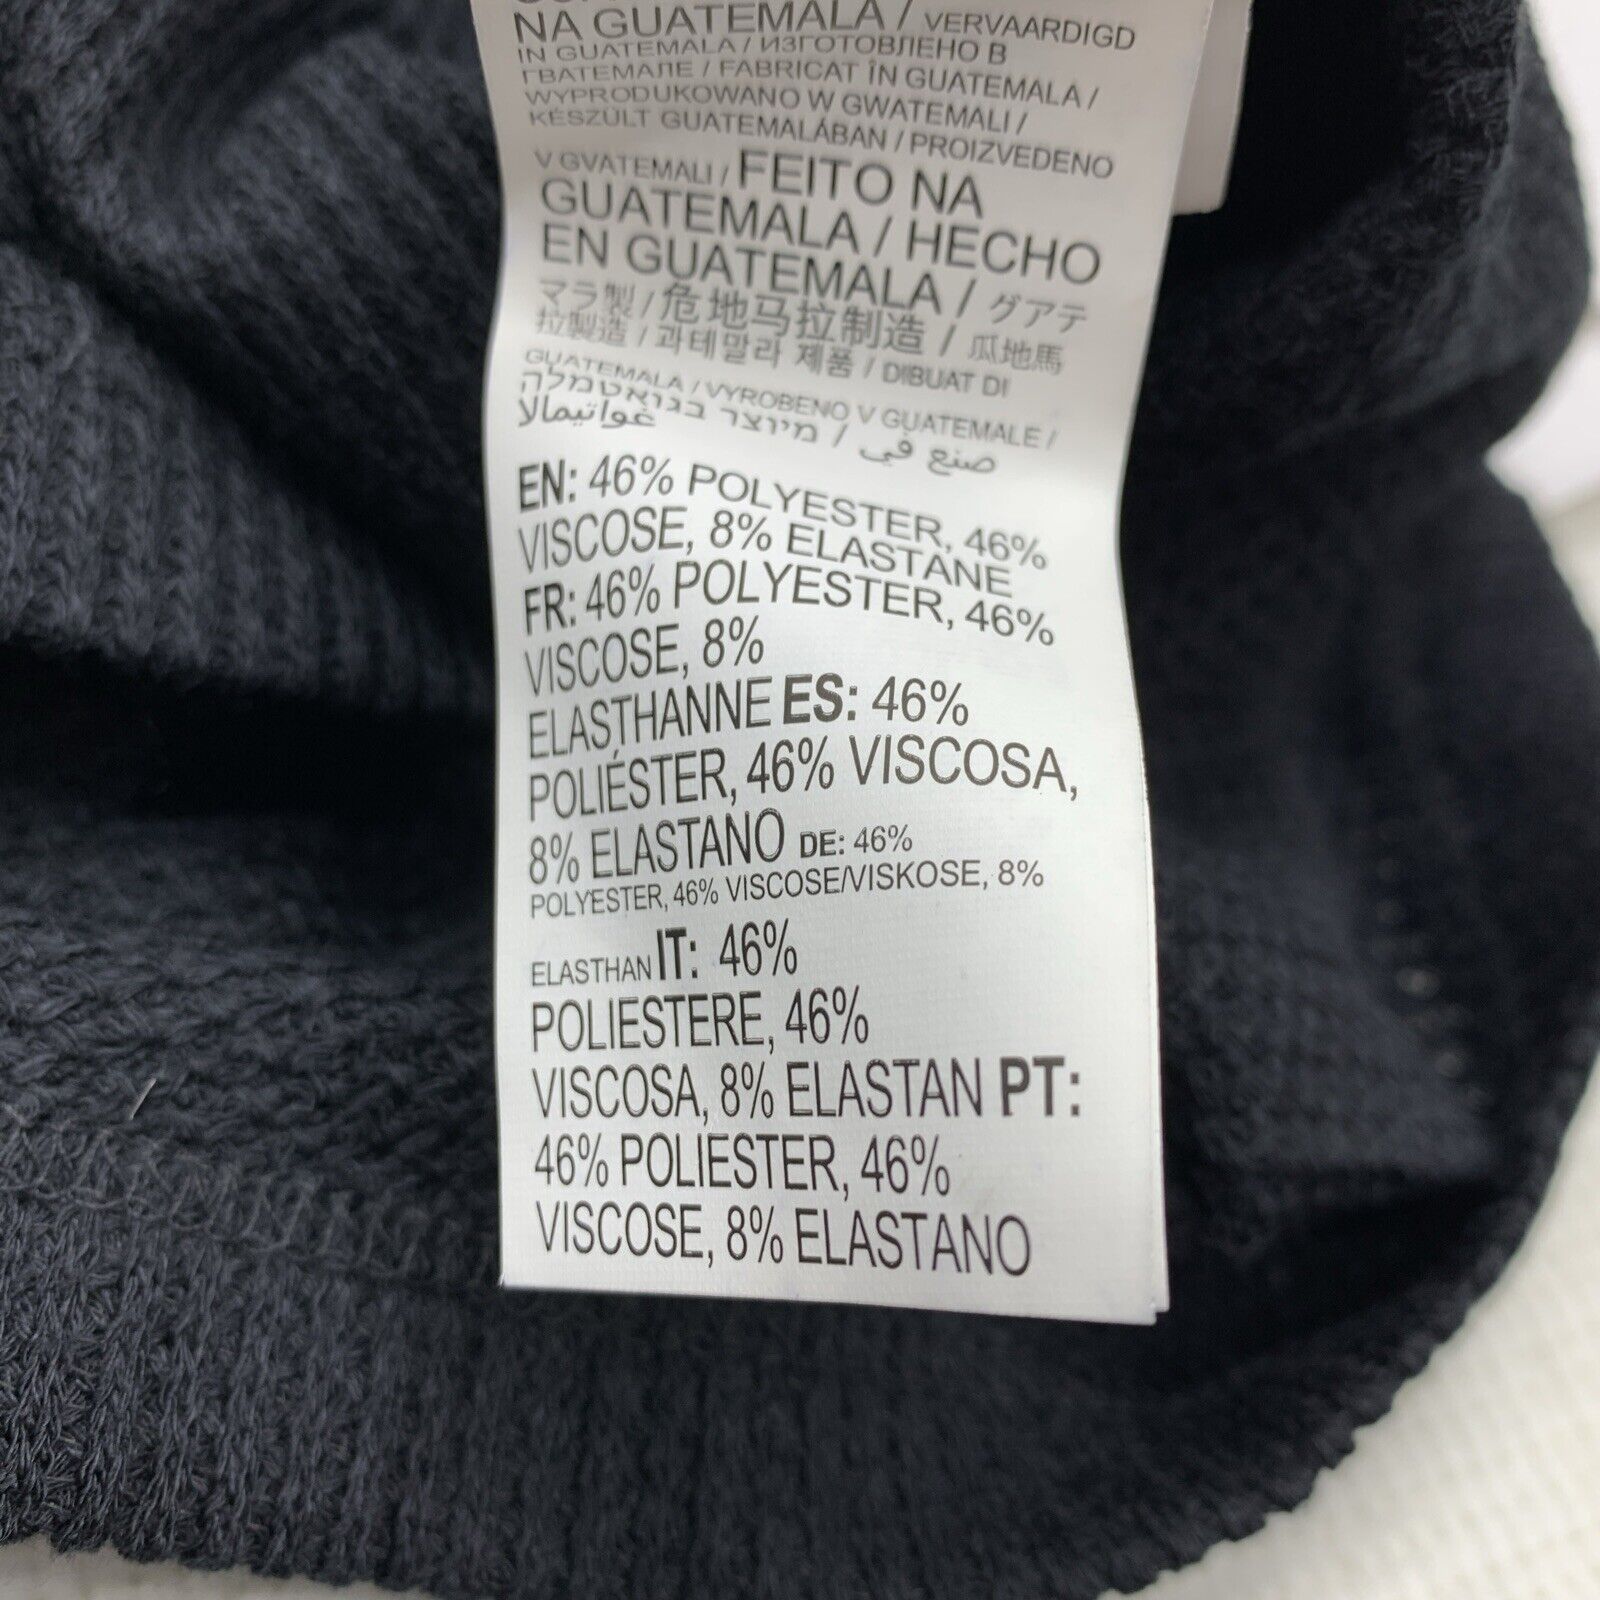 NA GUATEMALA / VERVAARDIGD
IN GUATEMALA / ИЗГОТОВЛЕНО В
ГВАТЕМАЛЕ / FABRICAT ÎN GUATEMALA /
WYPRODUKOWANO W GWATEMALI /
KÉSZÜLT GUATEMALÁBAN / PROIZVEDENO
V GVATEMALI / FEITO NA
GUATEMALA / HECHO
EN GUATEMALA / グアテ
マラ製 / 危地马拉制造 / 瓜地馬
拉製造 / 과테말라 제품 / DIBUAT DI
GUATEMALA / VYROBENO V GUATEMALE /
מיוצר בגואטמלה / صنع في
غواتيمالا
EN: 46% POLYESTER, 46%
VISCOSE, 8% ELASTANE
FR: 46% POLYESTER, 46%
VISCOSE, 8%
ELASTHANNE ES: 46%
POLIÉSTER, 46% VISCOSA,
8% ELASTANO DE: 46%
POLYESTER, 46% VISCOSE/VISKOSE, 8%
ELASTHAN IT: 46%
POLIESTERE, 46%
VISCOSA, 8% ELASTAN PT:
46% POLIESTER, 46%
VISCOSE, 8% ELASTANO